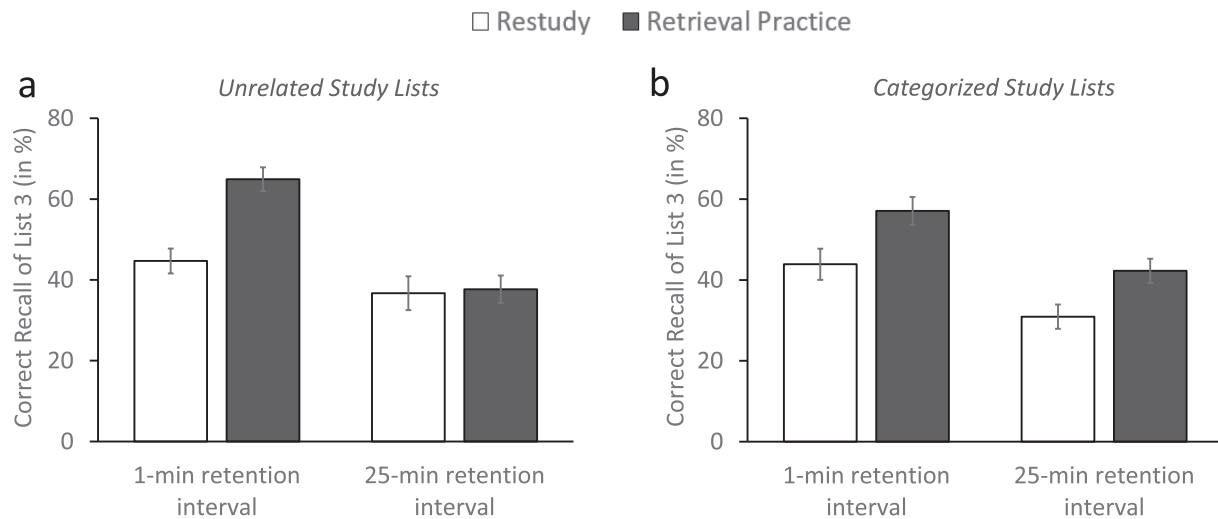 Restudy Retrieval Practice
a
Unrelated Study Lists
Correct Recall of List 3 (in %)
80
60
40
20
0
1-min retention
interval
25-min retention
interval
b
Categorized Study Lists
Correct Recall of List 3 (in %)
80
60
40
20
0
1-min retention
interval
25-min retention
interval